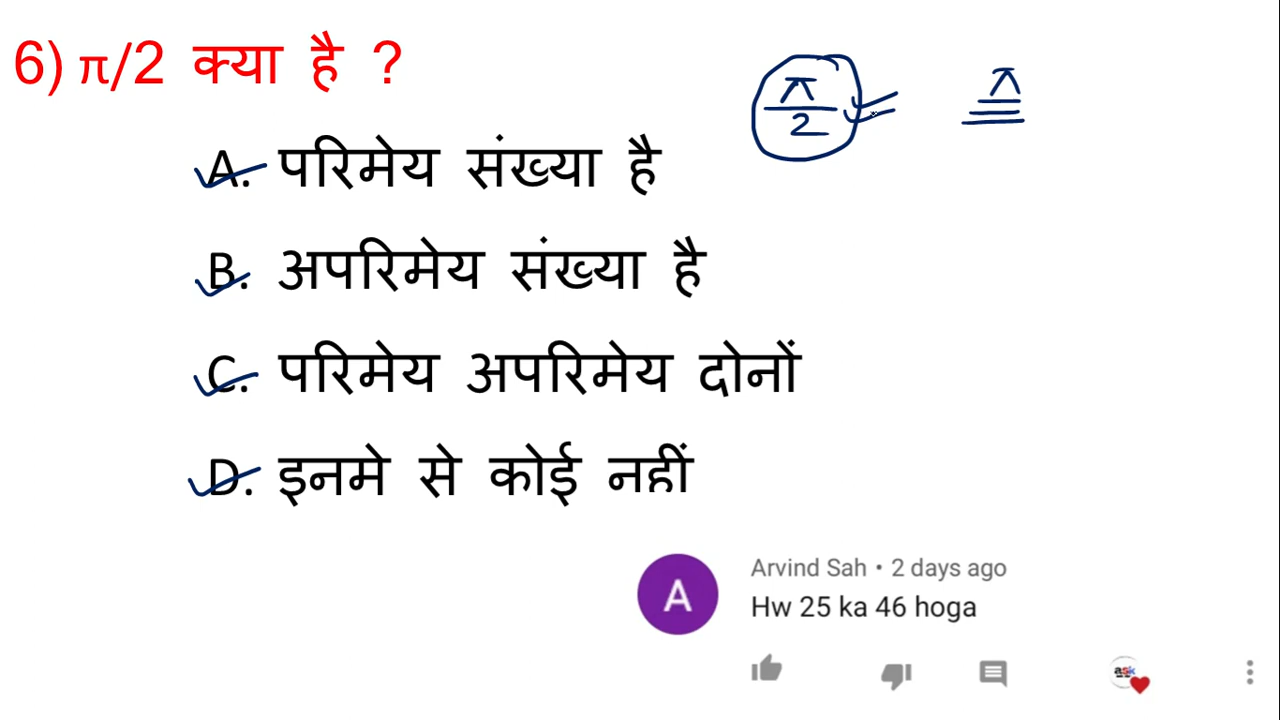 6) π/2 क्या है ?
π/2
π
A. परिमेय संख्या है
B. अपरिमेय संख्या है
C. परिमेय अपरिमेय दोनों
D. इनमे से कोई नहीं
Arvind Sah • 2 days ago
A
Hw 25 ka 46 hoga
ask